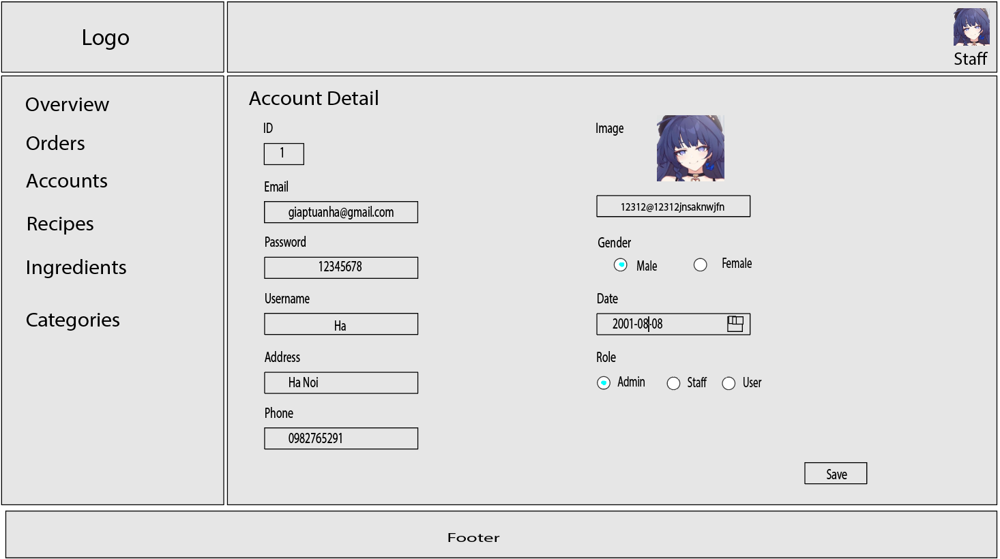 Logo
Staff
Overview
Orders
Accounts
Recipes
Ingredients
Categories
Account Detail
ID
1
Email
giaptuanha@gmail.com
Password
12345678
Username
Ha
Address
Ha Noi
Phone
0982765291
Image
12312@12312jnsaknwjfn
Gender
Male Female
Date
2001-08-08
Role
Admin Staff User
Save
Footer